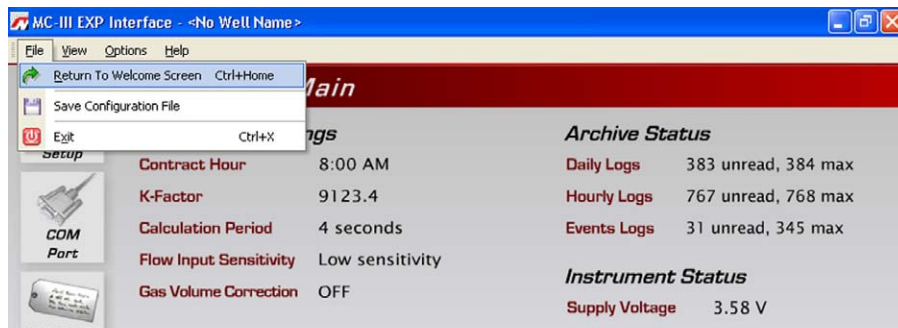 MC-III EXP Interface - <No Well Name>
File View Options Help
Return To Welcome Screen Ctrl+Home
Save Configuration File
Exit Ctrl+X
Main
ngs
Archive Status
Setup
Contract Hour 8:00 AM
Daily Logs 383 unread, 384 max
K-Factor 9123.4
Hourly Logs 767 unread, 768 max
COM
Port
Calculation Period 4 seconds
Events Logs 31 unread, 345 max
Flow Input Sensitivity Low sensitivity
Instrument Status
Gas Volume Correction OFF
Supply Voltage 3.58 V